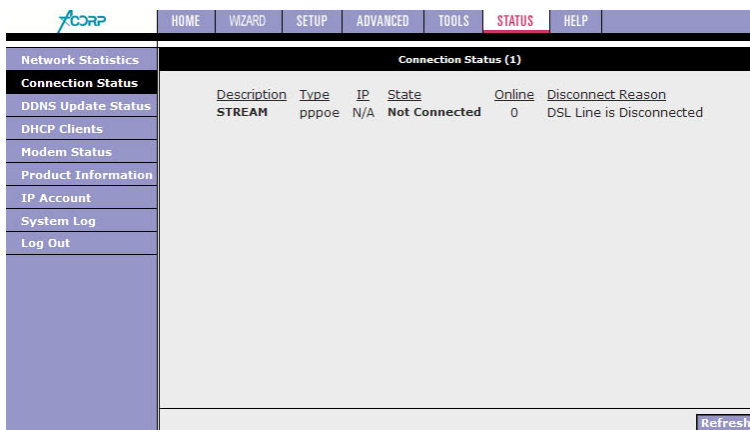 ACORP
HOME WIZARD SETUP ADVANCED TOOLS STATUS HELP
Network Statistics
Connection Status
DDNS Update Status
DHCP Clients
Modem Status
Product Information
IP Account
System Log
Log Out
Connection Status (1)
Description Type IP State Online Disconnect Reason
STREAM pppoe N/A Not Connected 0 DSL Line is Disconnected
Refresh